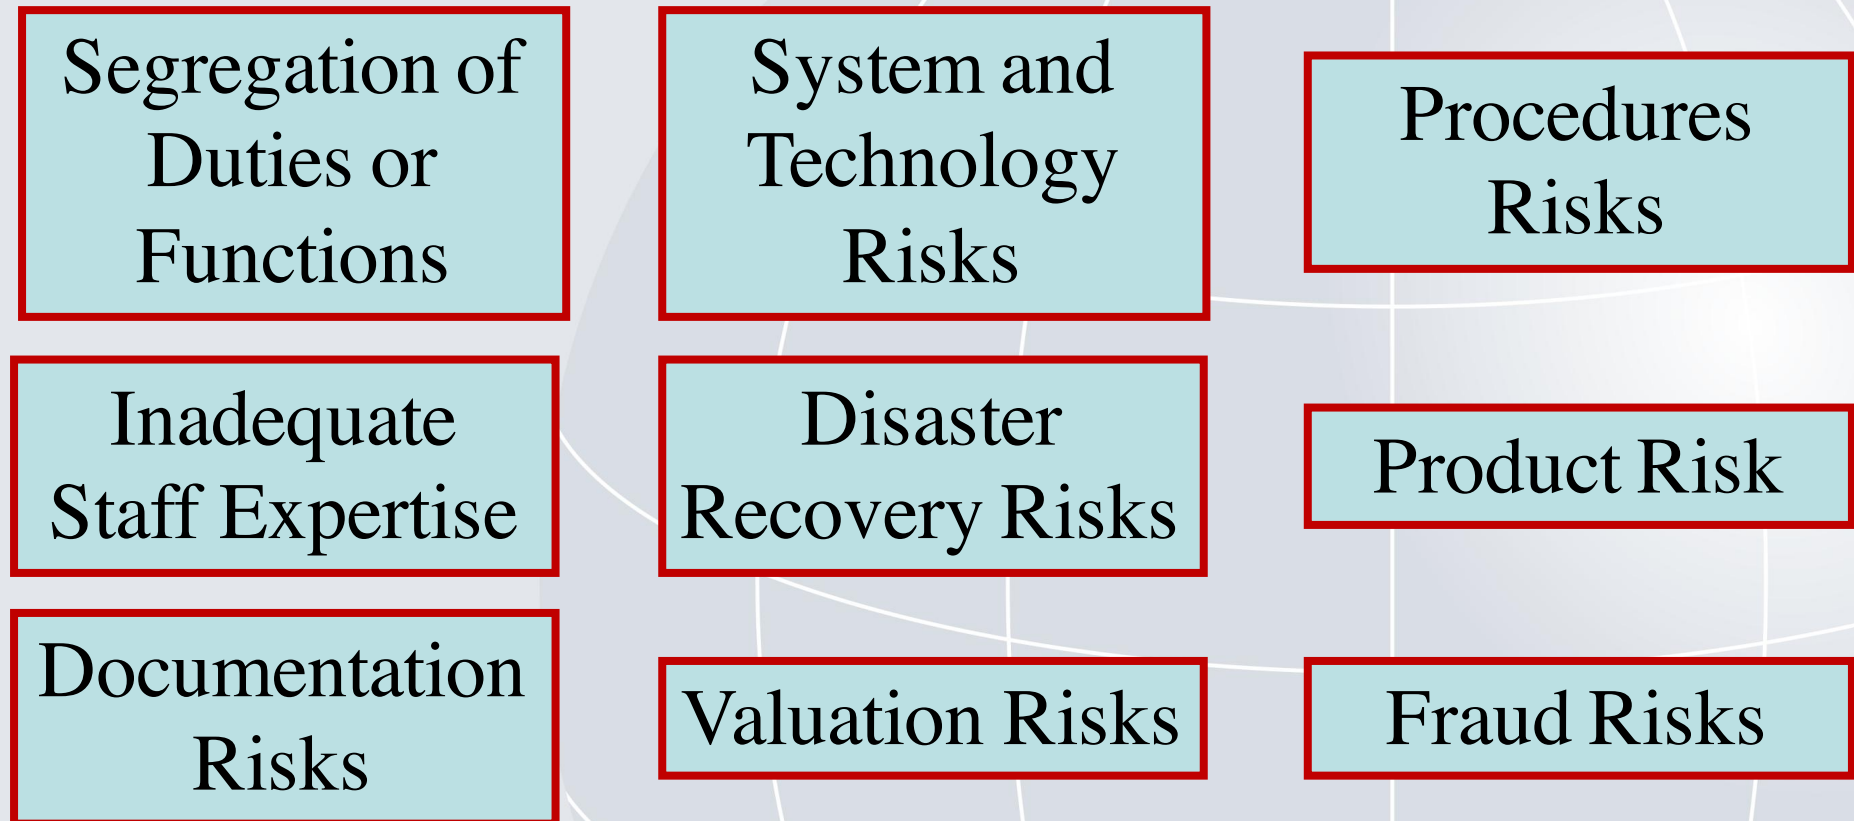 Segregation of
Duties or
Functions
System and
Technology
Risks
Procedures
Risks
Inadequate
Staff Expertise
Disaster
Recovery Risks
Product Risk
Documentation
Risks
Valuation Risks
Fraud Risks